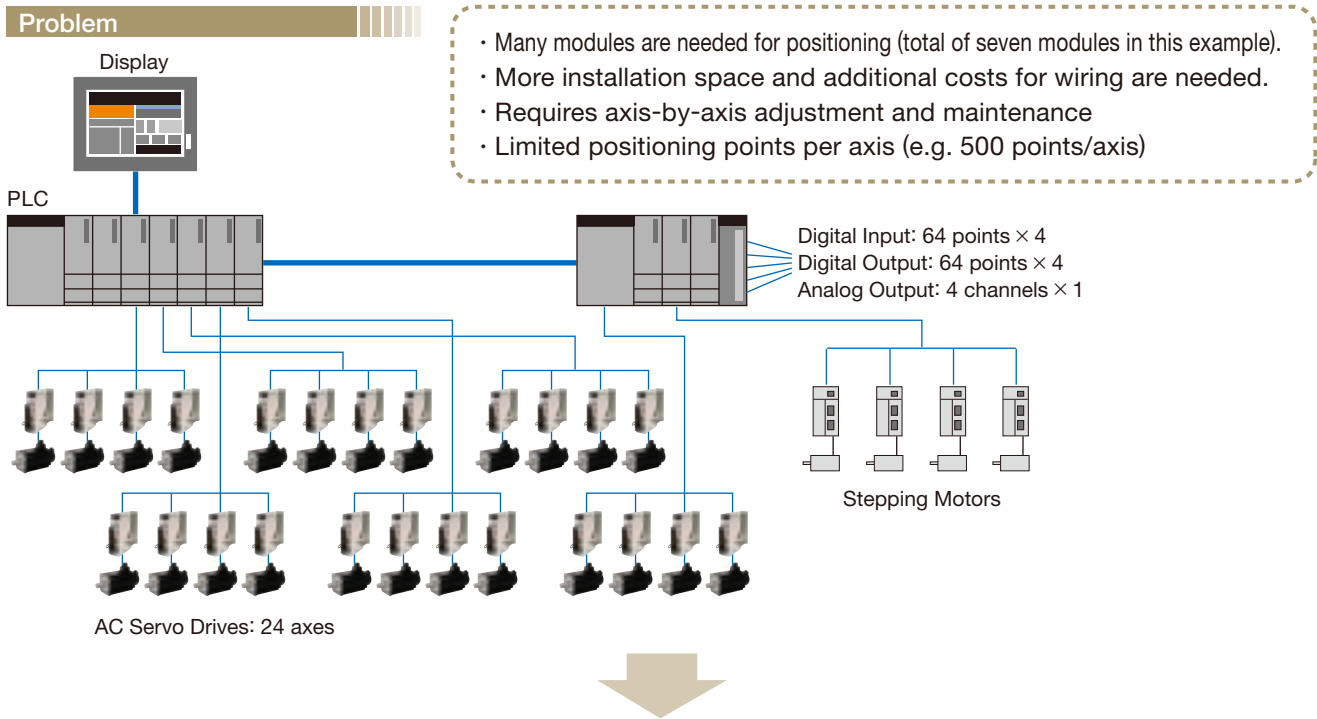 Problem
· Many modules are needed for positioning (total of seven modules in this example).
· More installation space and additional costs for wiring are needed.
· Requires axis-by-axis adjustment and maintenance
· Limited positioning points per axis (e.g. 500 points/axis)
Display
PLC
Digital Input: 64 points × 4
Digital Output: 64 points × 4
Analog Output: 4 channels × 1
Stepping Motors
AC Servo Drives: 24 axes